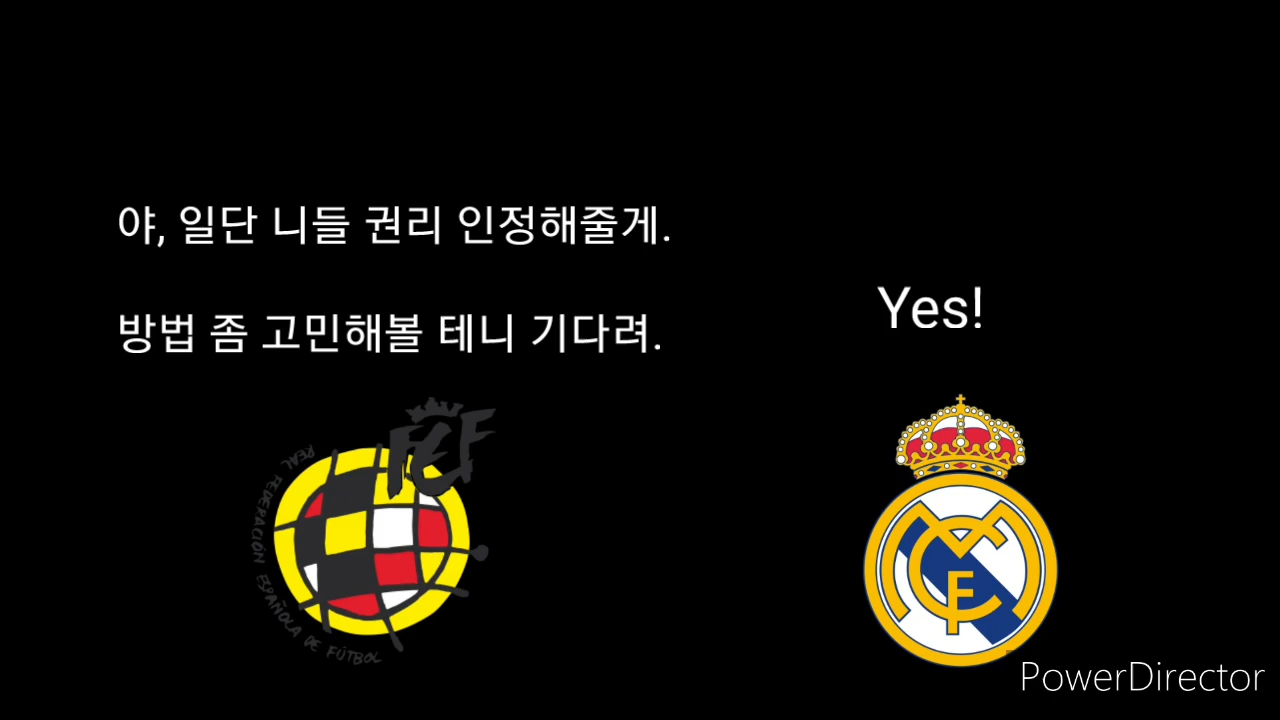 야, 일단 니들 권리 인정해줄게.
방법 좀 고민해볼 테니 기다려.
Yes!
FCF
REAL FEDERACIÓN ESPAÑOLA DE FÚTBOL
PowerDirector